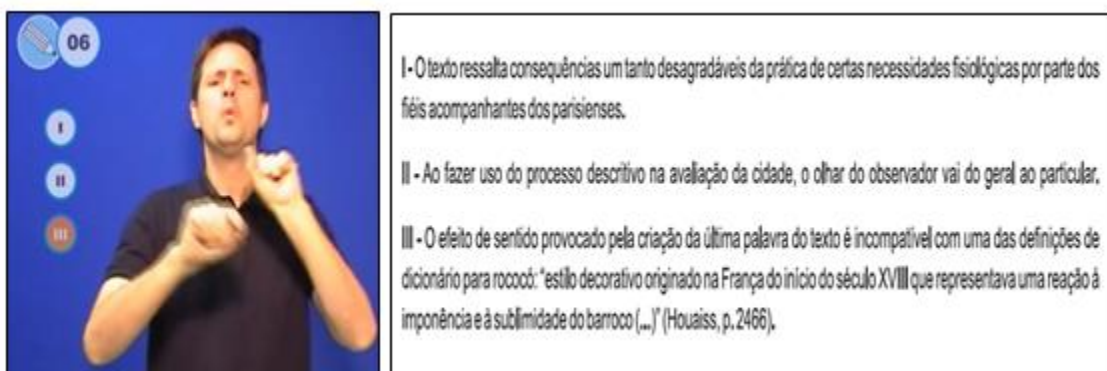 06
I
II
III
I - O texto ressalta consequências um tanto desagradáveis da prática de certas necessidades fisiológicas por parte dos
fiéis acompanhantes dos parisienses.
II - Ao fazer uso do processo descritivo na avaliação da cidade, o olhar do observador vai do geral ao particular.
III - O efeito de sentido provocado pela criação da última palavra do texto é incompatível com uma das definições de
dicionário para rococó: "estilo decorativo originado na França do início do século XVIII que representava uma reação à
imponência e à sublimidade do barroco (...)" (Houaiss, p. 2466).